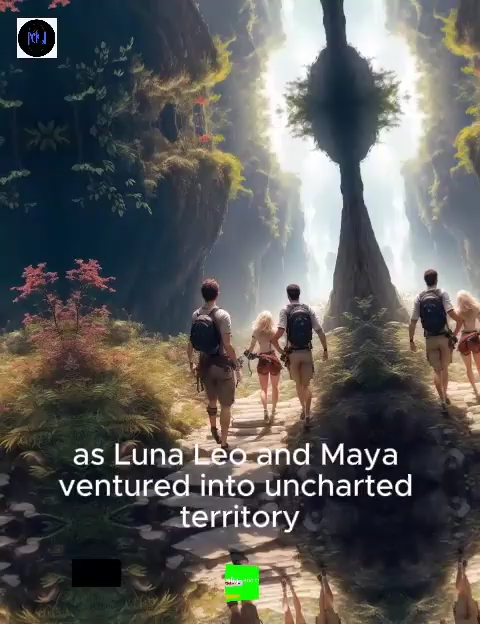 as Luna Leo and Maya
ventured into uncharted
territory